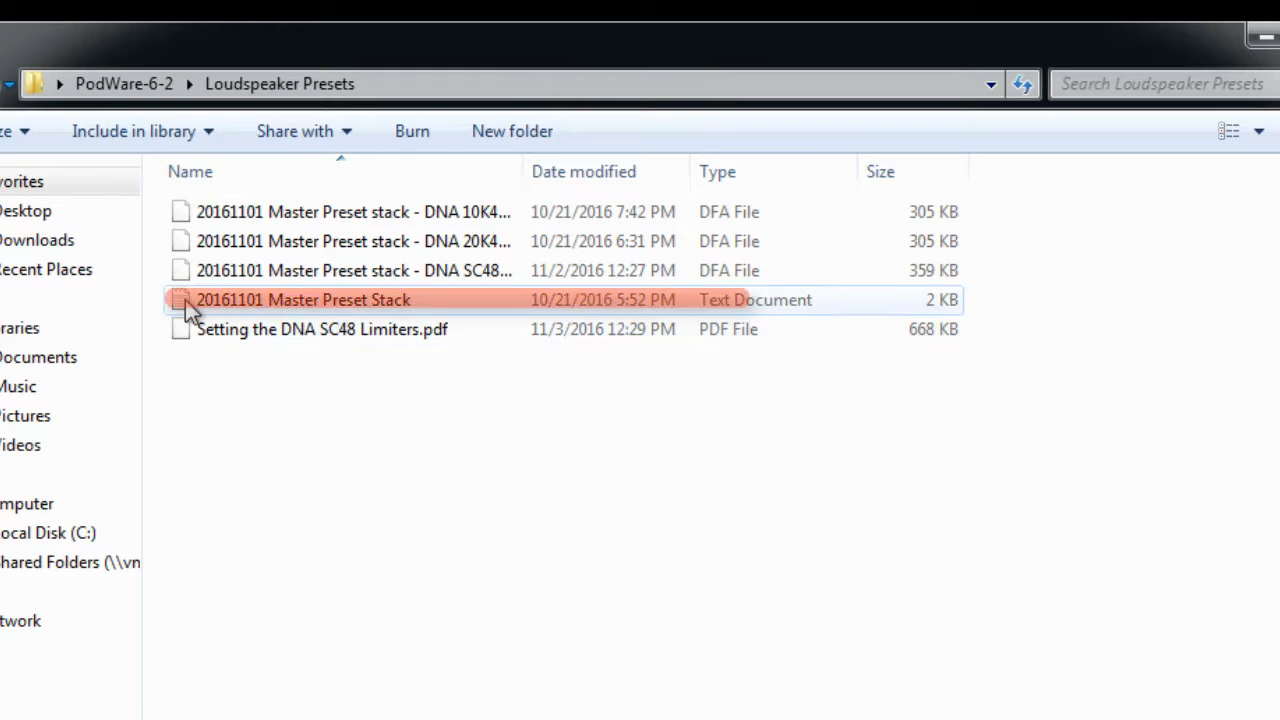 PodWare-6-2 Loudspeaker Presets Search Loudspeaker Presets
ze Include in library Share with Burn New folder
Name Date modified Type Size
20161101 Master Preset stack - DNA 10K4... 10/21/2016 7:42 PM DFA File 305 KB
20161101 Master Preset stack - DNA 20K4... 10/21/2016 6:31 PM DFA File 305 KB
20161101 Master Preset stack - DNA SC48... 11/2/2016 12:27 PM DFA File 359 KB
20161101 Master Preset Stack 10/21/2016 5:52 PM Text Document 2 KB
Setting the DNA SC48 Limiters.pdf 11/3/2016 12:29 PM PDF File 668 KB
vorites
Desktop
Downloads
Recent Places
raries
Documents
Music
Pictures
Videos
mputer
ocal Disk (C:)
Shared Folders (\\vn
twork